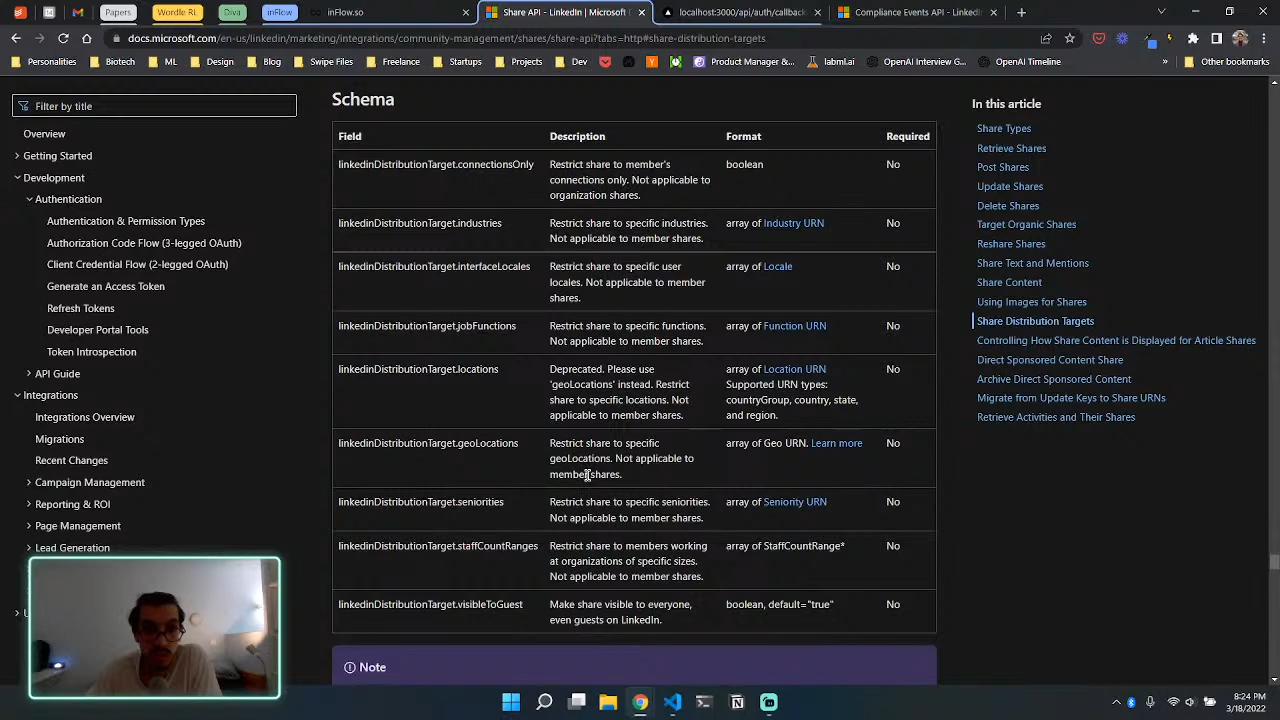 14
Papers
Wordle RL
Diva
inFlow
inFlow.so
Share API - LinkedIn | Microsoft
localhost:3000/api/auth/callback
docs.microsoft.com/en-us/linkedin/marketing/integrations/community-management/shares/share-api?tabs=http#share-distribution-targets
Personalities
Biotech
ML
Design
Blog
Swipe Files
Freelance
Startups
Projects
Dev
Product Manager &...
labml.ai
OpenAI Interview G...
OpenAI Timeline
»
Other bookmarks
Filter by title
Overview
Getting Started
Development
Authentication
Authentication & Permission Types
Authorization Code Flow (3-legged OAuth)
Client Credential Flow (2-legged OAuth)
Generate an Access Token
Refresh Tokens
Developer Portal Tools
Token Introspection
API Guide
Integrations
Integrations Overview
Migrations
Recent Changes
Campaign Management
Reporting & ROI
Page Management
Lead Generation
Schema
Field Description Format Required
linkedinDistributionTarget.connectionsOnly Restrict share to member's boolean No
connections only. Not applicable to
organization shares.
linkedinDistributionTarget.industries Restrict share to specific industries. array of Industry URN No
Not applicable to member shares.
linkedinDistributionTarget.interfaceLocales Restrict share to specific user array of Locale No
locales. Not applicable to member
shares.
linkedinDistributionTarget.jobFunctions Restrict share to specific functions. array of Function URN No
Not applicable to member shares.
linkedinDistributionTarget.locations Deprecated. Please use array of Location URN No
'geoLocations' instead. Restrict Supported URN types:
share to specific locations. Not countryGroup, country, state,
applicable to member shares. and region.
linkedinDistributionTarget.geoLocations Restrict share to specific array of Geo URN. Learn more No
geoLocations. Not applicable to
member shares.
linkedinDistributionTarget.seniorities Restrict share to specific seniorities. array of Seniority URN No
Not applicable to member shares.
linkedinDistributionTarget.staffCountRanges Restrict share to members working array of StaffCountRange* No
at organizations of specific sizes.
Not applicable to member shares.
linkedinDistributionTarget.visibleToGuest Make share visible to everyone, boolean, default="true" No
even guests on LinkedIn.
Note
In this article
Share Types
Retrieve Shares
Post Shares
Update Shares
Delete Shares
Target Organic Shares
Reshare Shares
Share Text and Mentions
Share Content
Using Images for Shares
Share Distribution Targets
Controlling How Share Content is Displayed for Article Shares
Direct Sponsored Content Share
Archive Direct Sponsored Content
Migrate from Update Keys to Share URNs
Retrieve Activities and Their Shares
8:24 PM
3/18/2022